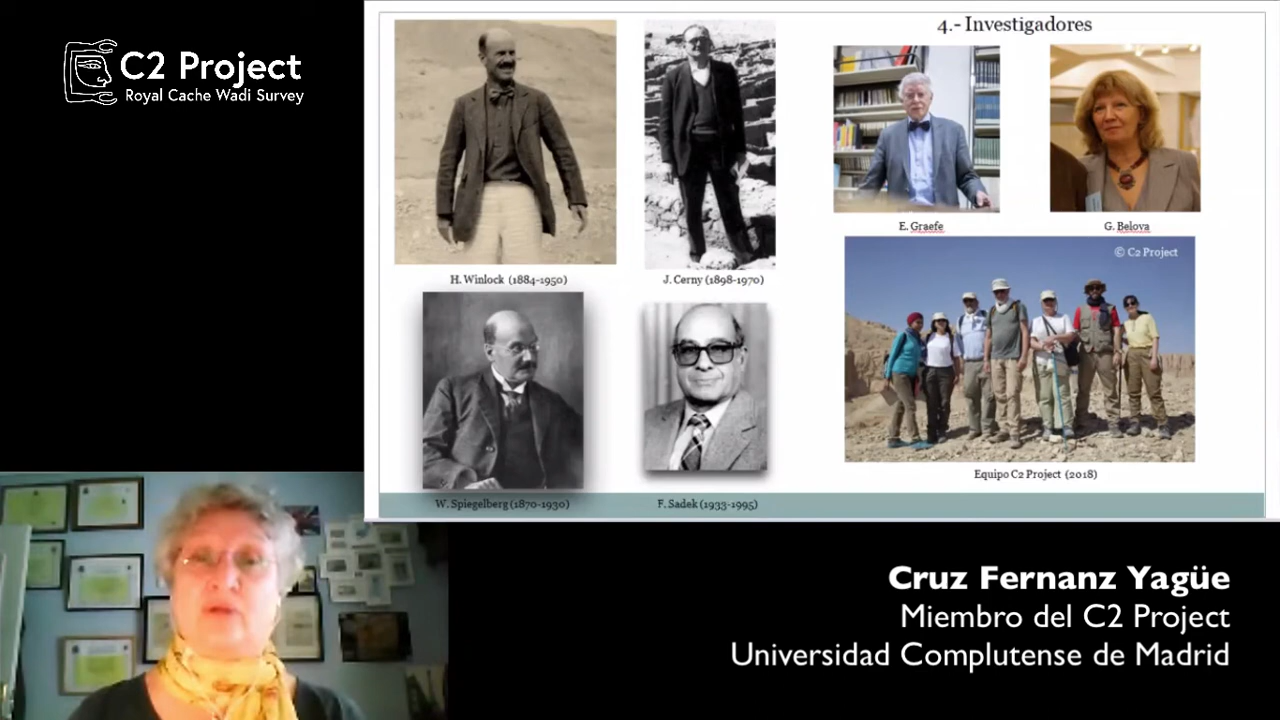 C2 Project
Royal Cache Wadi Survey
4.- Investigadores
E. Graefe
G. Belova
© C2 Project
H. Winlock (1884-1950)
J. Cerny (1898-1970)
Equipo C2 Project (2018)
W. Spiegelberg (1870-1930)
F. Sadek (1933-1995)
Cruz Fernanz Yagüe
Miembro del C2 Project
Universidad Complutense de Madrid